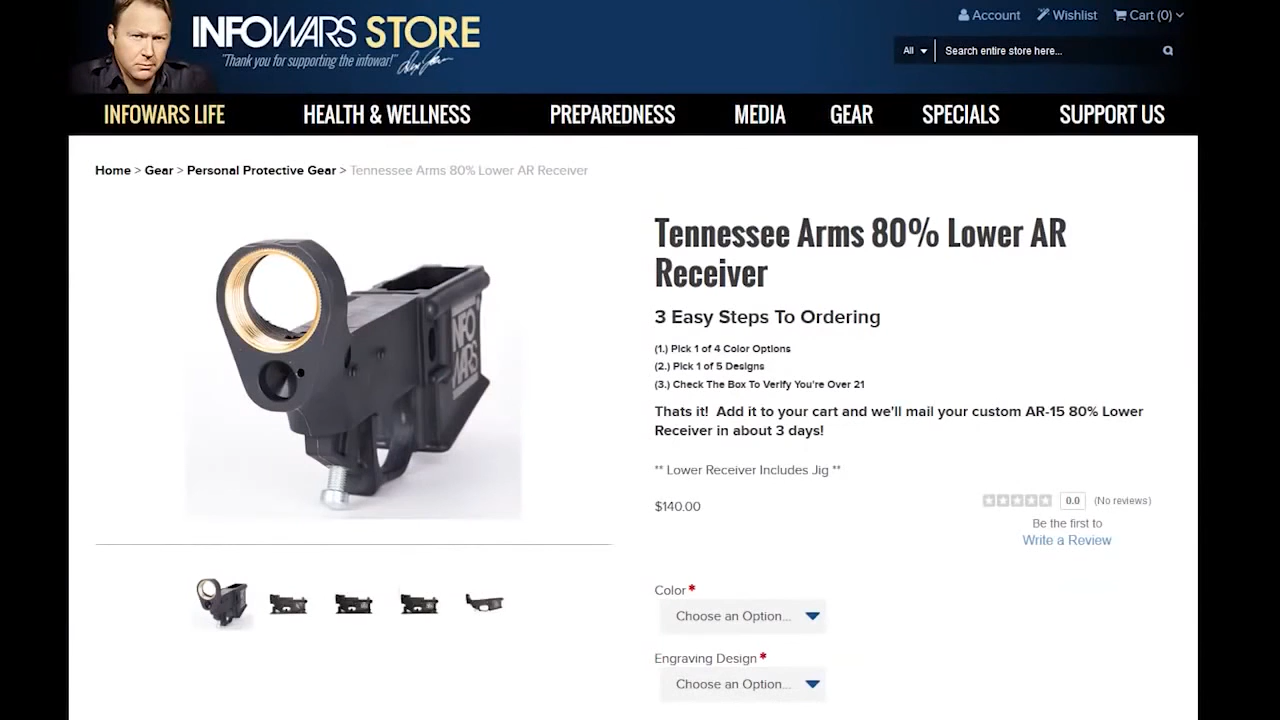 INFOWARS STORE
"Thank you for supporting the infowar!" Alex Jones
Account
Wishlist
Cart (0)
All
Search entire store here...
INFOWARS LIFE
HEALTH & WELLNESS
PREPAREDNESS
MEDIA
GEAR
SPECIALS
SUPPORT US
Home > Gear > Personal Protective Gear > Tennessee Arms 80% Lower AR Receiver
INFO
WARS
Tennessee Arms 80% Lower AR
Receiver
3 Easy Steps To Ordering
(1.) Pick 1 of 4 Color Options
(2.) Pick 1 of 5 Designs
(3.) Check The Box To Verify You're Over 21
Thats it!  Add it to your cart and we'll mail your custom AR-15 80% Lower
Receiver in about 3 days!
** Lower Receiver Includes Jig **
$140.00
0.0
(No reviews)
Be the first to
Write a Review
Color *
Choose an Option...
Engraving Design *
Choose an Option...